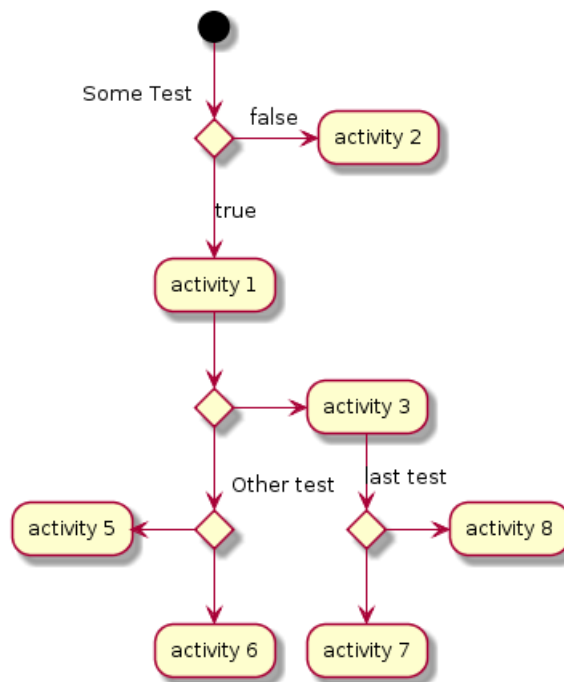 Some Test
false
activity 2
true
activity 1
activity 3
Other test
last test
activity 5
activity 8
activity 6
activity 7